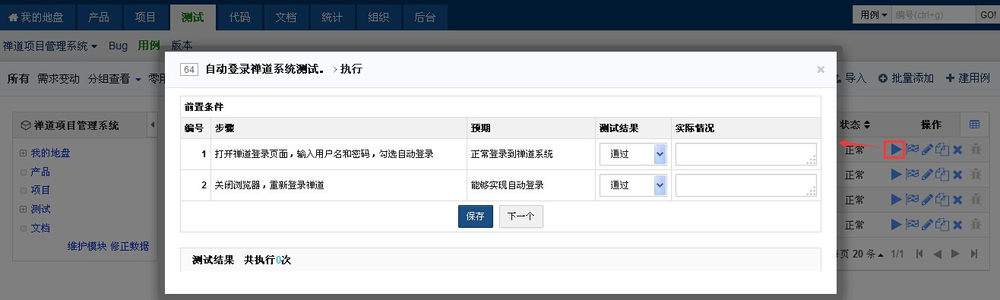 我的地盘 产品 项目 测试 代码 文档 统计 组织 后台 用例 编号(ctrl+g) GO!
禅道项目管理系统 Bug 用例 版本
所有 需求变动 分组查看 导入 批量添加 建用例
64 自动登录禅道系统测试。 › 执行 ×
前置条件
编号 步骤 预期 测试结果 实际情况
1 打开禅道登录页面，输入用户名和密码，勾选自动登录 正常登录到禅道系统 通过
2 关闭浏览器，重新登录禅道 能够实现自动登录 通过
保存 下一个
测试结果 共执行0次
禅道项目管理系统
我的地盘
产品
项目
测试
文档
维护模块 修正数据
状态 操作
正常
正常
正常
正常
页 20 条 1/1